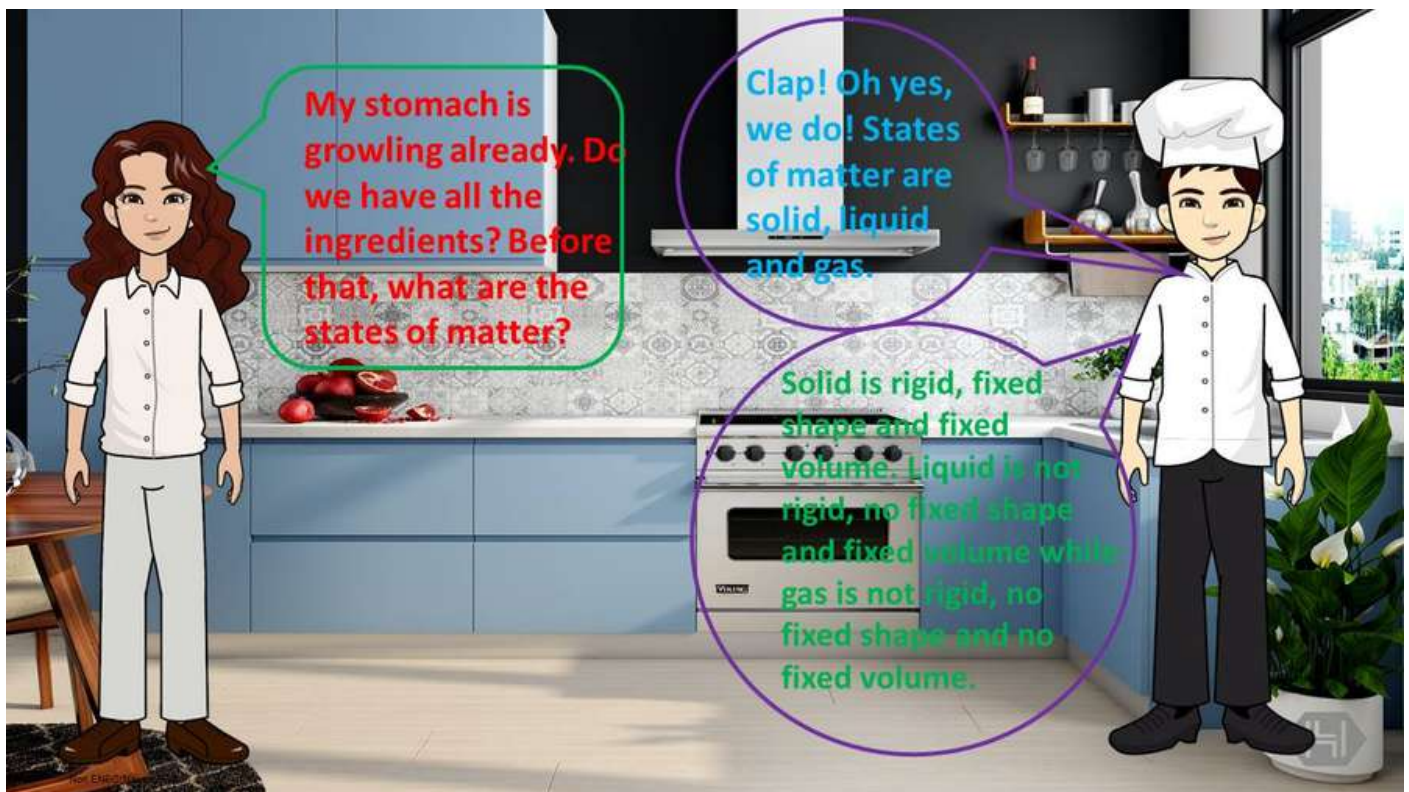 My stomach is
growling already. Do
we have all the
ingredients? Before
that, what are the
states of matter?
Clap! Oh yes,
we do! States
of matter are
solid, liquid
and gas.
Solid is rigid, fixed
shape and fixed
volume. Liquid is not
rigid, no fixed shape
and fixed volume while
gas is not rigid, no
fixed shape and no
fixed volume.
VIKING